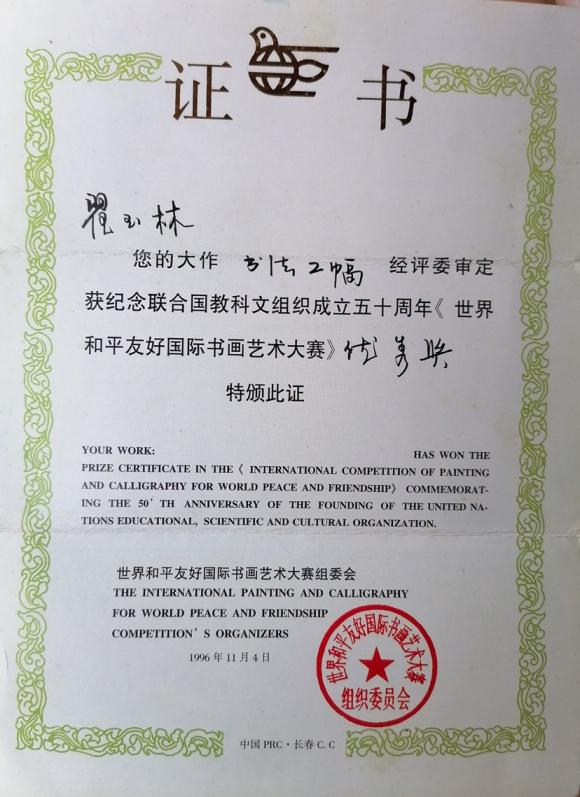 证书
瞿玉林
您的大作 书法2幅 经评委审定
获纪念联合国教科文组织成立五十周年《世界
和平友好国际书画艺术大赛》优秀奖
特颁此证
YOUR WORK: HAS WON THE
PRIZE CERTIFICATE IN THE《 INTERNATIONAL COMPETITION OF PAINTING
AND CALLIGRAPHY FOR WORLD PEACE AND FRIENDSHIP》 COMMEMORAT-
ING THE 50' TH ANNIVERSARY OF THE FOUNDING OF THE UNITED NA-
TIONS EDUCATIONAL, SCIENTIFIC AND CULTURAL ORGANIZATION.
世界和平友好国际书画艺术大赛组委会
THE INTERNATIONAL PAINTING AND CALLIGRAPHY
FOR WORLD PEACE AND FRIENDSHIP
COMPETITION'S ORGANIZERS
1996年11月4日
世界和平友好国际书画艺术大赛
组织委员会
中国 PRC·长春 C. C